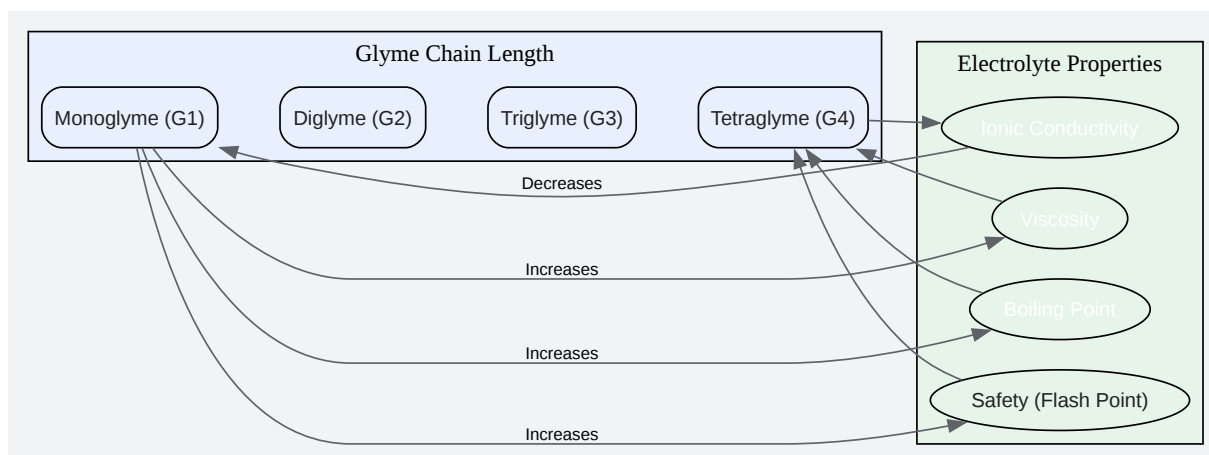 Glyme Chain Length
Electrolyte Properties
Monoglyme (G1)
Diglyme (G2)
Triglyme (G3)
Tetraglyme (G4)
Ionic Conductivity
Decreases
Viscosity
Increases
Boiling Point
Increases
Safety (Flash Point)
Increases